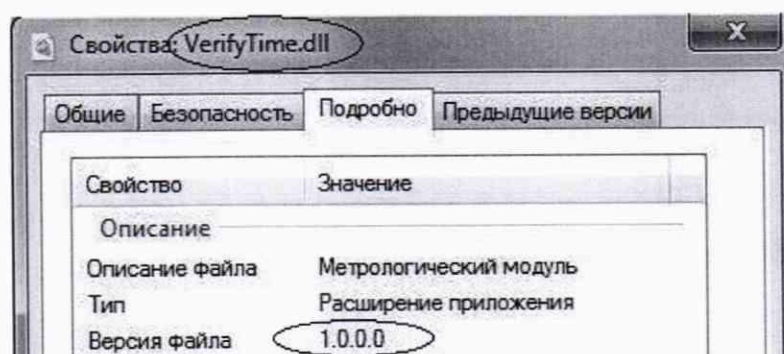 Свойства: VerifyTime.dll
Общие Безопасность Подробно Предыдущие версии
Свойство Значение
Описание
Описание файла Метрологический модуль
Тип Расширение приложения
Версия файла 1.0.0.0